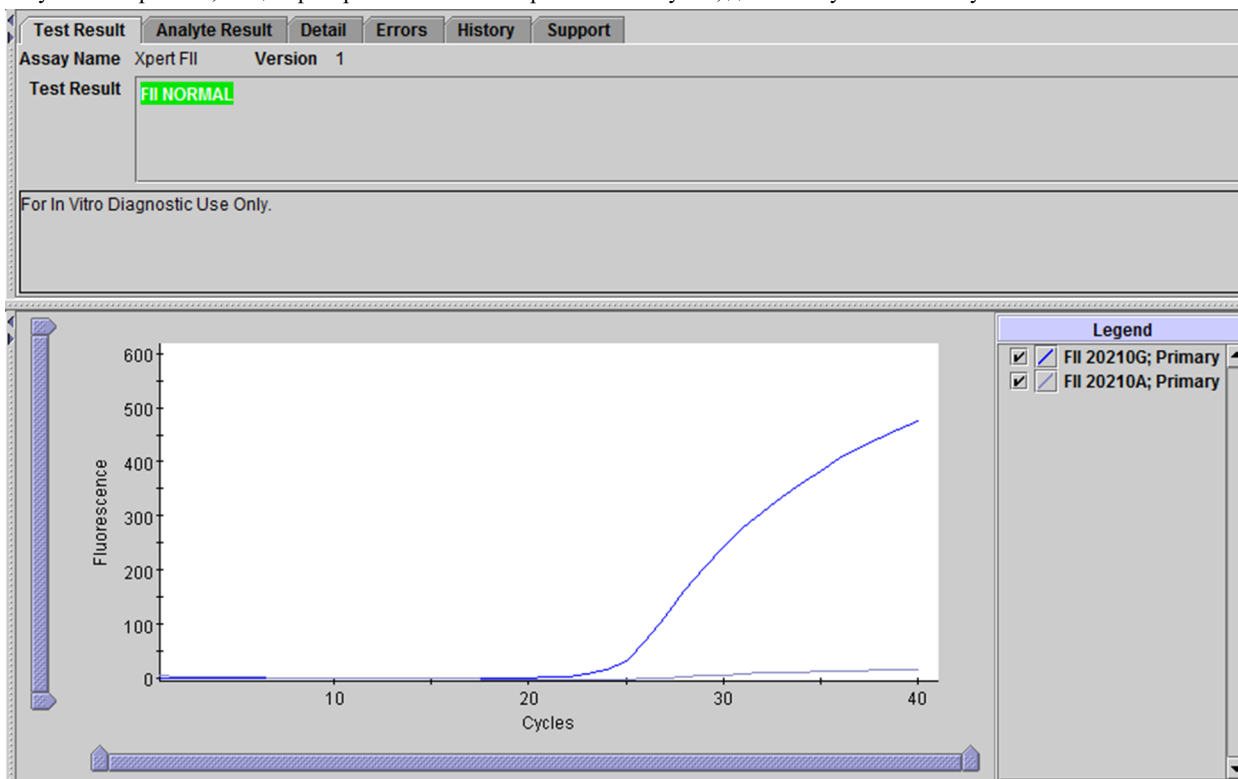 Test Result Analyte Result Detail Errors History Support
Assay Name Xpert FII Version 1
Test Result FII NORMAL
For In Vitro Diagnostic Use Only.
Legend
FII 20210G; Primary
FII 20210A; Primary
600
500
400
300
200
100
0
Fluorescence
10 20 30 40
Cycles